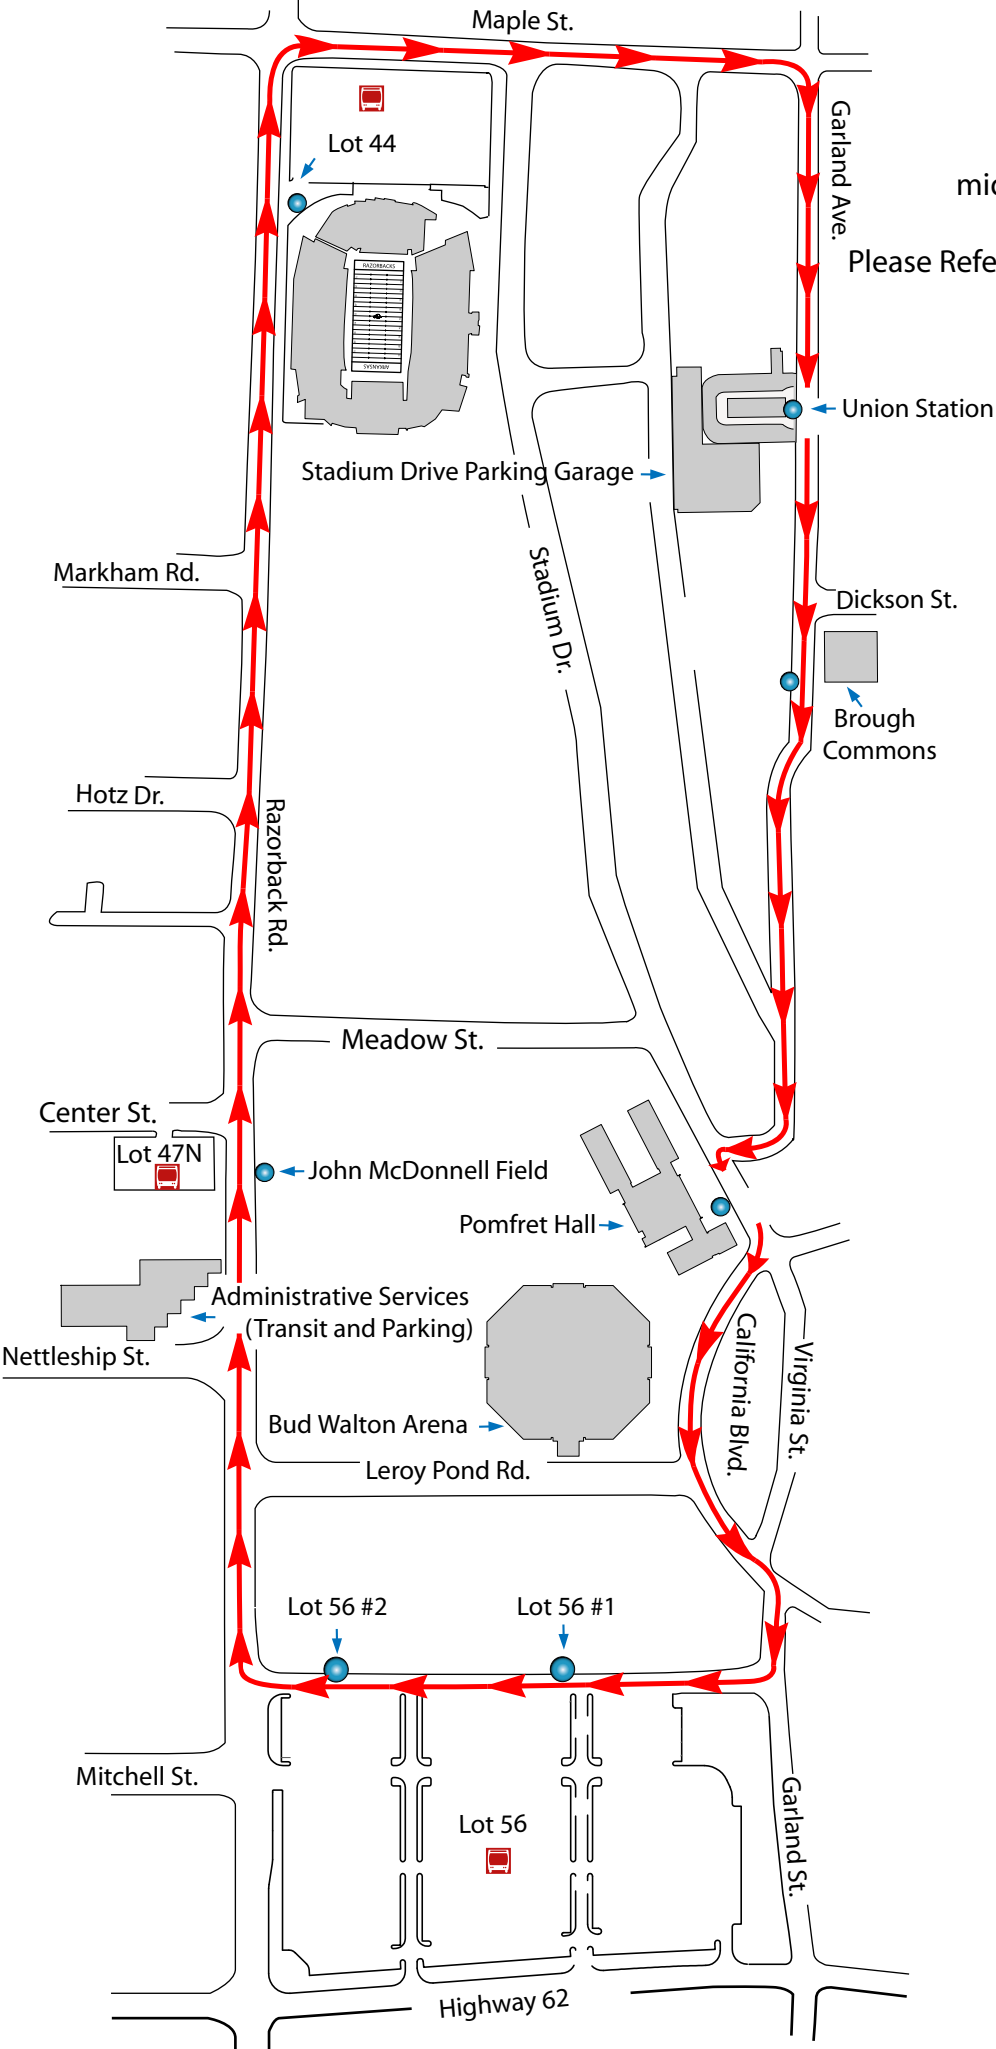 Maple St.
Lot 44
Garland Ave.
mic
Please Refe
RAZORBACKS
ARKANSAS
Union Station
Stadium Drive Parking Garage
Stadium Dr.
Markham Rd.
Dickson St.
Brough
Commons
Hotz Dr.
Razorback Rd.
Meadow St.
Center St.
Lot 47N
John McDonnell Field
Pomfret Hall
Administrative Services
(Transit and Parking)
Nettleship St.
California Blvd.
Virginia St.
Bud Walton Arena
Leroy Pond Rd.
Lot 56 #2
Lot 56 #1
Mitchell St.
Garland St.
Lot 56
Highway 62